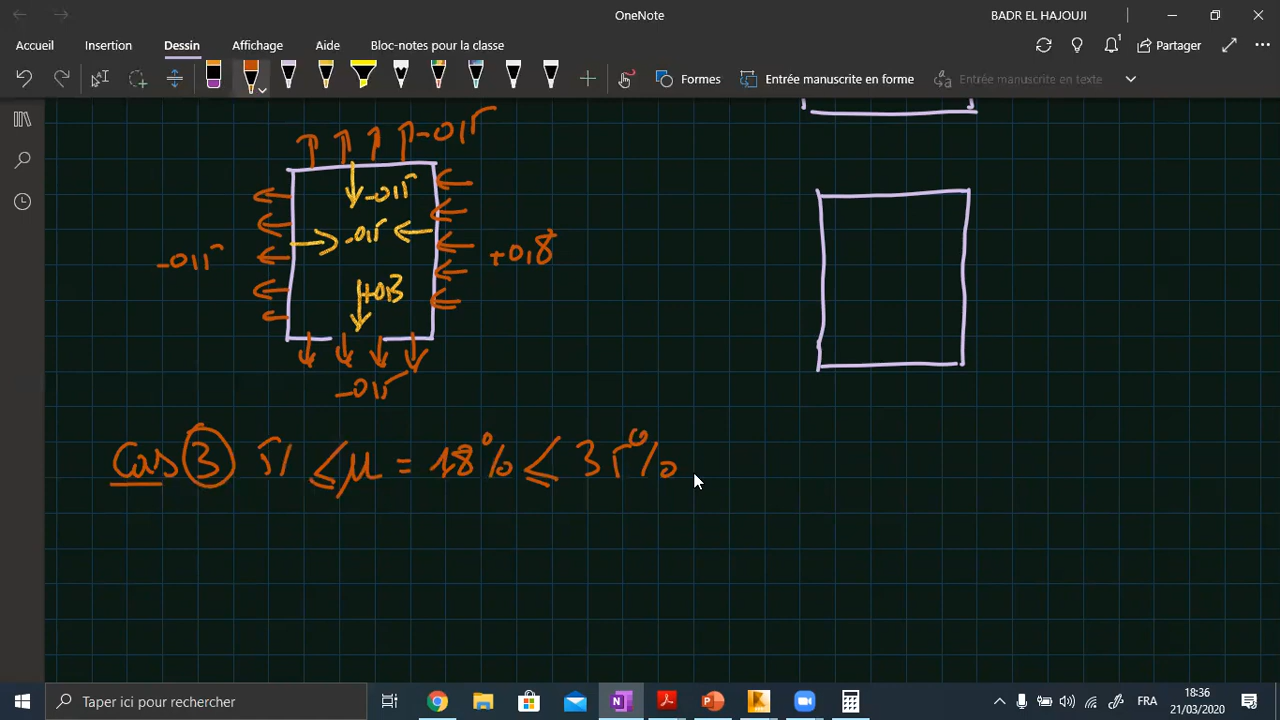 OneNote
BADR EL HAJOUJI
Accueil Insertion Dessin Affichage Aide Bloc-notes pour la classe Partager
Formes Entrée manuscrite en forme Entrée manuscrite en texte
-0,5
-0,5
-0,5
-0,5 +0,8
+0,3
-0,5
Cas 3 5% ≤ μ = 18% ≤ 35%
Taper ici pour rechercher
FRA
18:36
21/03/2020